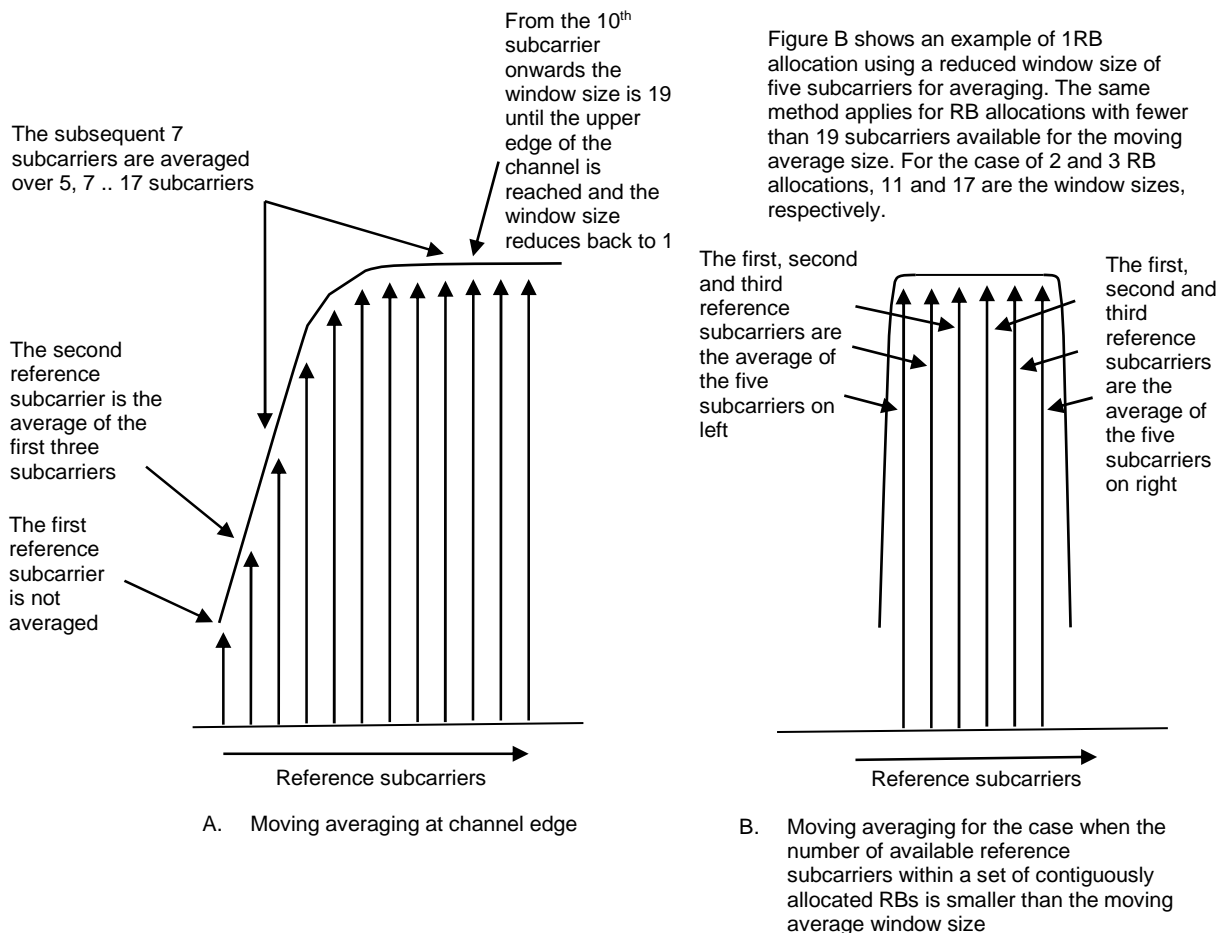 From the 10th
subcarrier
onwards the
window size is 19
until the upper
edge of the
channel is
reached and the
window size
reduces back to 1
The subsequent 7
subcarriers are averaged
over 5, 7 .. 17 subcarriers
The second
reference
subcarrier is the
average of the
first three
subcarriers
The first
reference
subcarrier
is not
averaged
Reference subcarriers
A. Moving averaging at channel edge
Figure B shows an example of 1RB
allocation using a reduced window size of
five subcarriers for averaging. The same
method applies for RB allocations with fewer
than 19 subcarriers available for the moving
average size. For the case of 2 and 3 RB
allocations, 11 and 17 are the window sizes,
respectively.
The first, second
and third
reference
subcarriers are
the average of
the five
subcarriers on
left
The first,
second and
third
reference
subcarriers
are the
average of
the five
subcarriers
on right
Reference subcarriers
B. Moving averaging for the case when the
number of available reference
subcarriers within a set of contiguously
allocated RBs is smaller than the moving
average window size